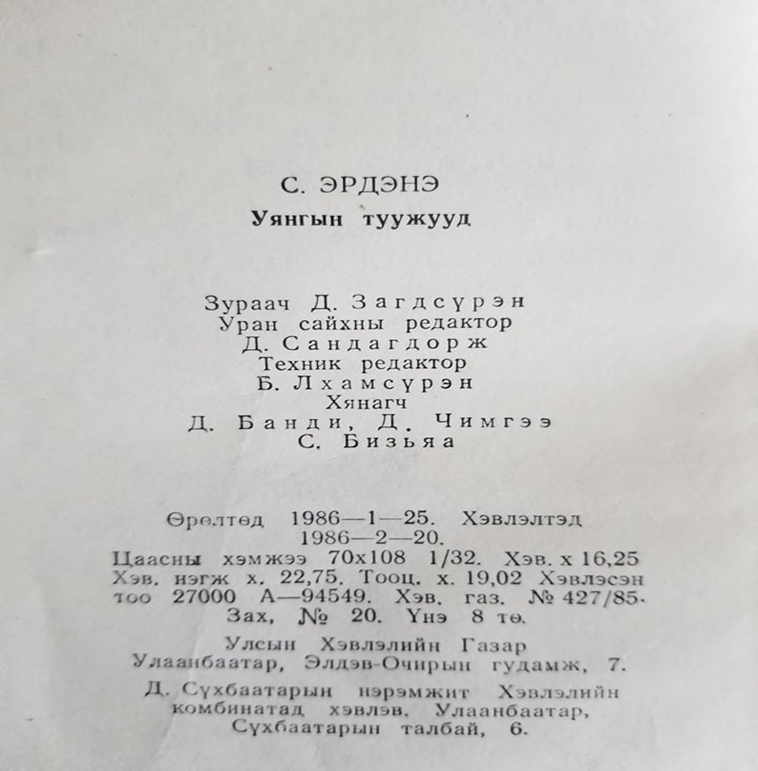 С. ЭРДЭНЭ
Уянгын туужууд
Зураач Д. Загдсүрэн
Уран сайхны редактор
Д. Сандагдорж
Техник редактор
Б. Лхамсүрэн
Хянагч
Д. Банди, Д. Чимгээ
С. Бизьяа
Өрөлтөд 1986—1—25. Хэвлэлтэд
1986—2—20.
Цаасны хэмжээ 70х108 1/32. Хэв. х 16,25
Хэв. нэгж х. 22,75. Тооц. х. 19,02 Хэвлэсэн
тоо 27000 А—94549. Хэв. газ. № 427/85.
Зах, № 20. Үнэ 8 тө.
Улсын Хэвлэлийн Газар
Улаанбаатар, Элдэв-Очирын гудамж, 7.
Д. Сүхбаатарын нэрэмжит Хэвлэлийн
комбинатад хэвлэв. Улаанбаатар,
Сүхбаатарын талбай, 6.